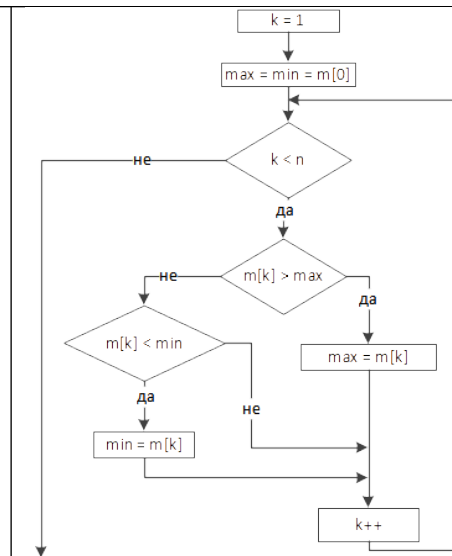 k = 1
max = min = m[0]
k < n
не
да
m[k] > max
не
да
m[k] < min
max = m[k]
да
не
min = m[k]
k++